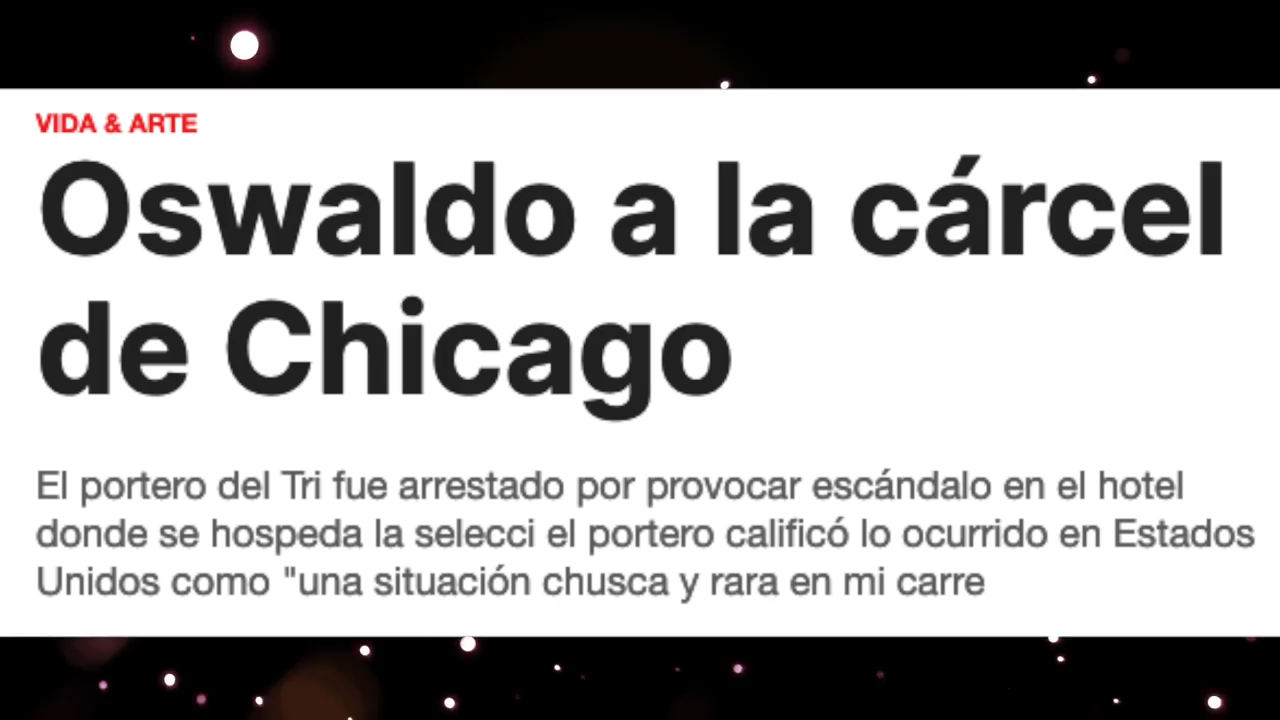 VIDA & ARTE
Oswaldo a la cárcel
de Chicago
El portero del Tri fue arrestado por provocar escándalo en el hotel
donde se hospeda la selecci el portero calificó lo ocurrido en Estados
Unidos como "una situación chusca y rara en mi carre